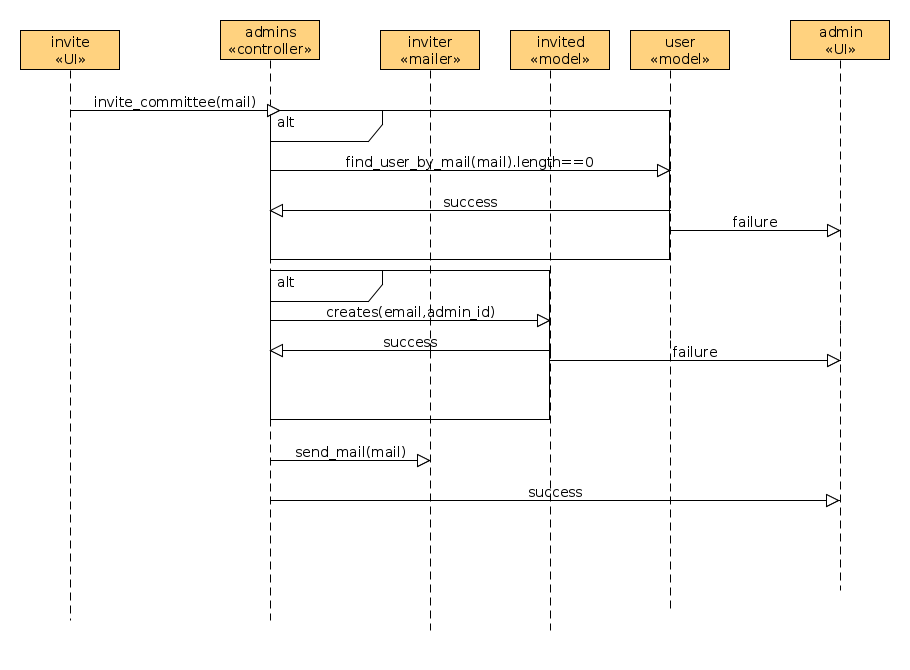 invite
«UI»
admins
«controller»
inviter
«mailer»
invited
«model»
user
«model»
admin
«UI»
invite_committee(mail)
alt
find_user_by_mail(mail).length==0
success
failure
alt
creates(email,admin_id)
success
failure
send_mail(mail)
success